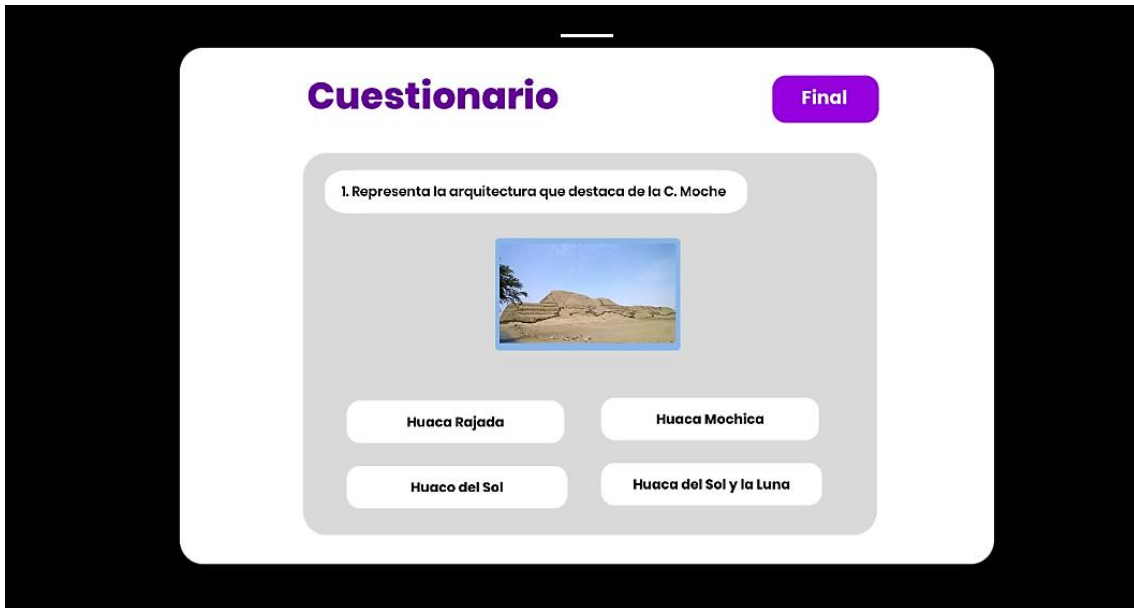 Cuestionario
Final
1. Representa la arquitectura que destaca de la C. Moche
Huaca Rajada
Huaca Mochica
Huaco del Sol
Huaca del Sol y la Luna